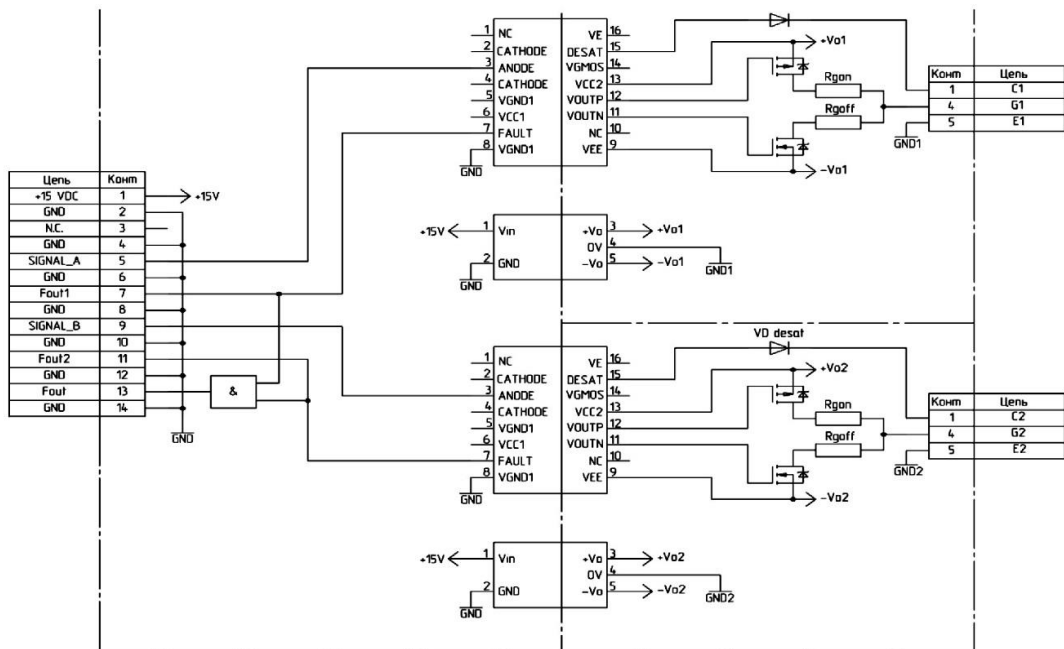 Цепь Конт
+15 VDC 1
GND 2
N.C. 3
GND 4
SIGNAL_A 5
GND 6
Fout1 7
GND 8
SIGNAL_B 9
GND 10
Fout2 11
GND 12
Fout 13
GND 14
+15V
GND
&
1 NC
2 CATHODE
3 ANODE
4 CATHODE
5 VGND1
6 VCC1
7 FAULT
8 VGND1
GND
VE 16
DESAT 15
VGMOS 14
VCC2 13
VOUTP 12
VOUTN 11
NC 10
VEE 9
+Vo1
Rgon
Rgoff
-Vo1
Конт Цепь
1 C1
4 G1
5 E1
GND1
+15V 1 Vin
2 GND
GND
+Vo 3 +Vo1
0V 4
-Vo 5 -Vo1
GND1
1 NC
2 CATHODE
3 ANODE
4 CATHODE
5 VGND1
6 VCC1
7 FAULT
8 VGND1
GND
VE 16
DESAT 15
VGMOS 14
VCC2 13
VOUTP 12
VOUTN 11
NC 10
VEE 9
VD desat
+Vo2
Rgon
Rgoff
-Vo2
Конт Цепь
1 C2
4 G2
5 E2
GND2
+15V 1 Vin
2 GND
GND
+Vo 3 +Vo2
0V 4
-Vo 5 -Vo2
GND2